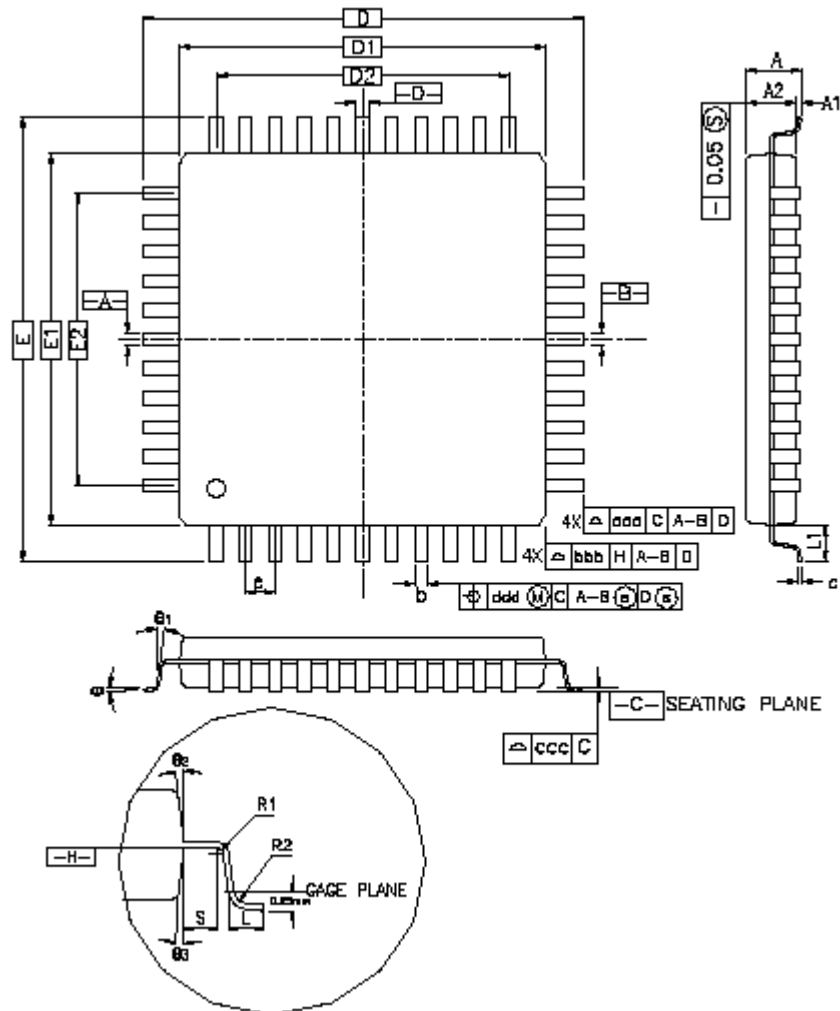 D
D1
D2
-D-
A
A2
A1
0.05 S
-A-
-B-
E
E1
E2
4X C A-B D
4X bbb H A-B D
e
b
ddd M C A-B S D S
L1
c
θ1
θ
-C- SEATING PLANE
ccc C
θ2
R1
-H-
R2
GAGE PLANE
S
L
θ3